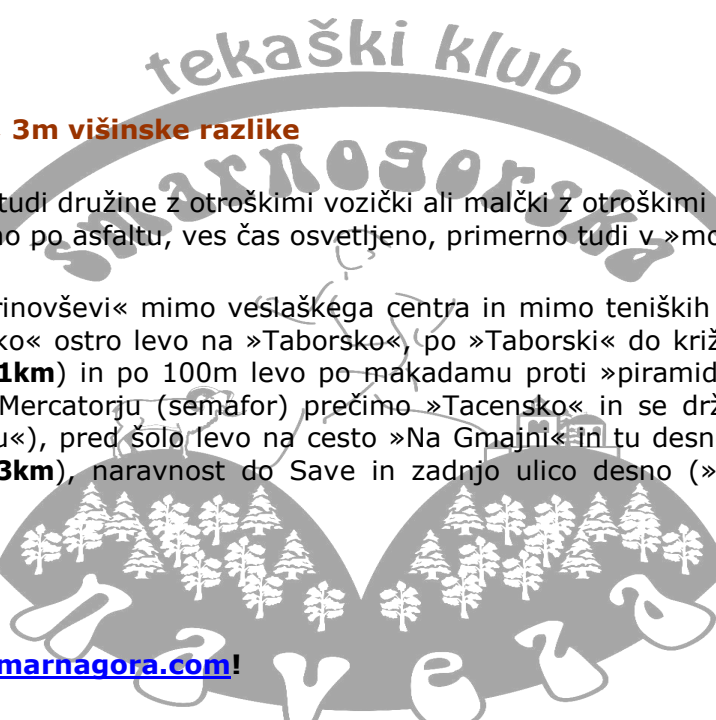 tekaški klub
3m višinske razlike
šmarnogorska
tudi družine z otroškimi vozički ali malčki z otroškimi
po asfaltu, ves čas osvetljeno, primerno tudi v »mo
rinovševi« mimo veslaškega centra in mimo teniških
ko« ostro levo na »Taborsko«, po »Taborski« do križ
1km) in po 100m levo po makadamu proti »piramid
Mercatorju (semafor) prečimo »Tacensko« in se drž
u«), pred šolo levo na cesto »Na Gmajni« in tu desn
3km), naravnost do Save in zadnjo ulico desno (»
naveza
marnagora.com!